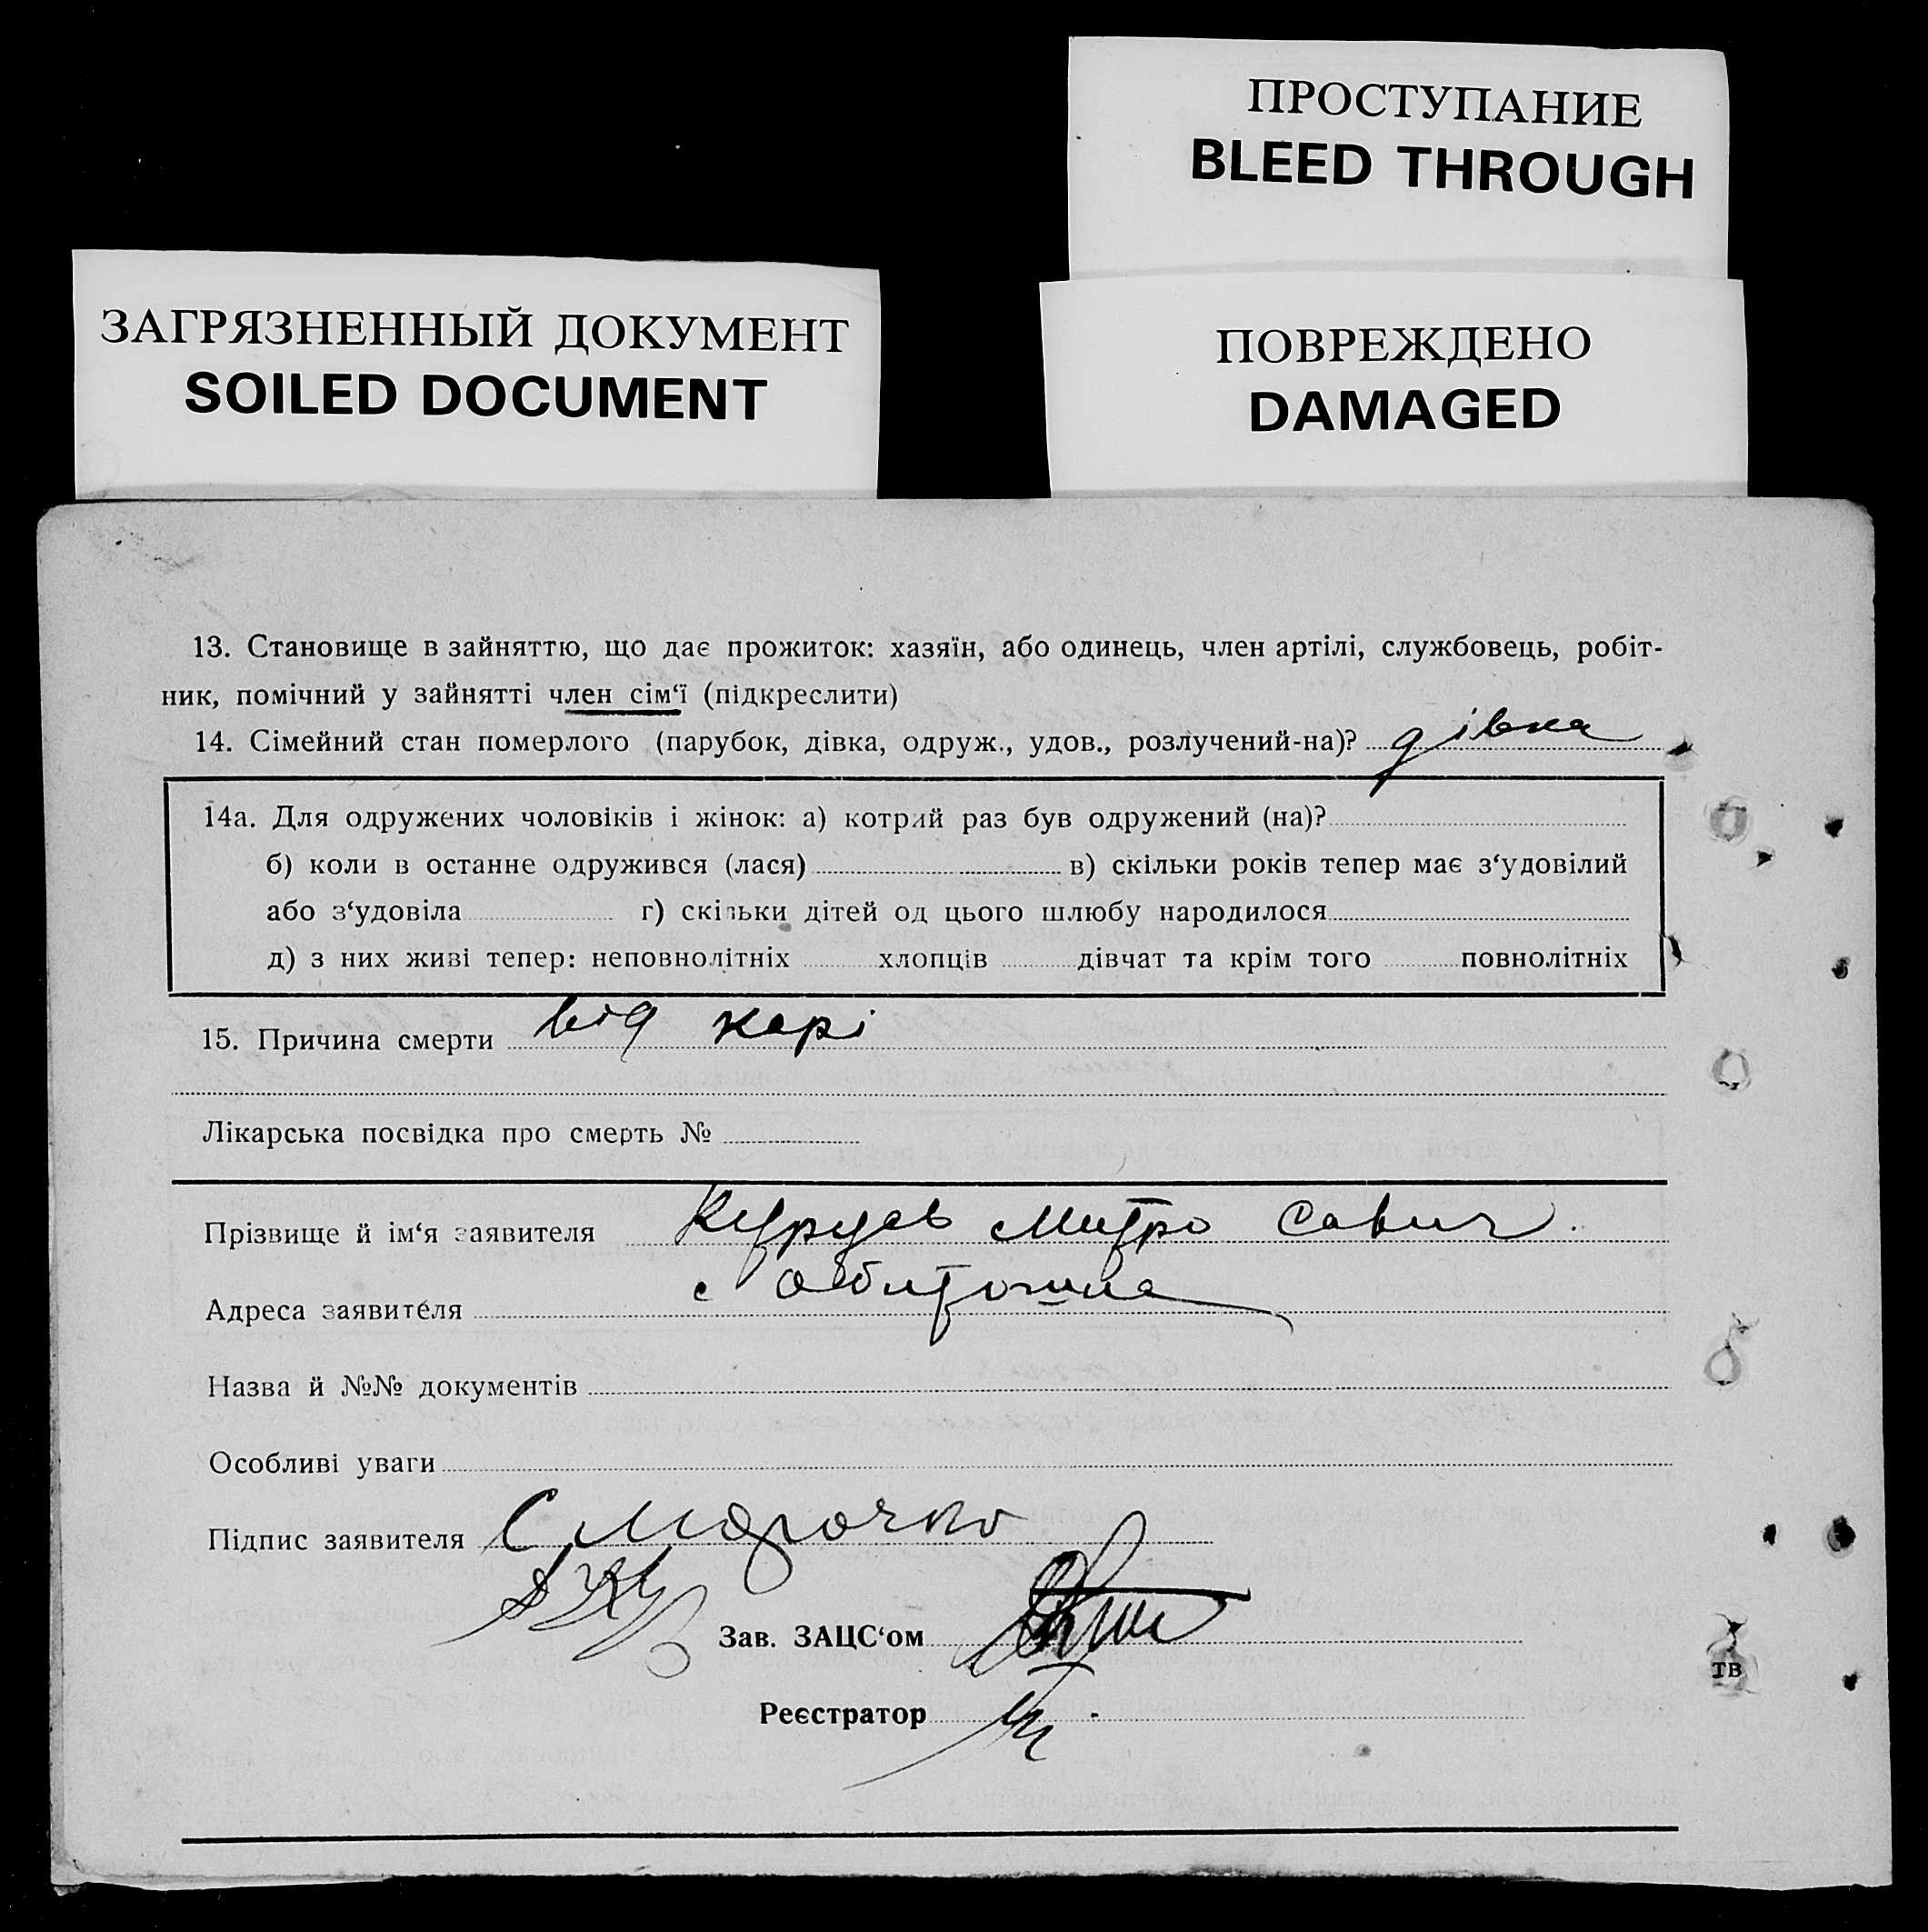 ПРОСТУПАНИЕ
BLEED THROUGH
ЗАГРЯЗНЕННЫЙ ДОКУМЕНТ
SOILED DOCUMENT
ПОВРЕЖДЕНО
DAMAGED
13. Становище в зайняттю, що дає прожиток: хазяїн, або одинець, член артілі, службовець, робіт-
ник, помічний у зайнятті член сім‘ї (підкреслити)
14. Сімейний стан померлого (парубок, дівка, одруж., удов., розлучений-на)? дівка
14а. Для одружених чоловіків і жінок: а) котрий раз був одружений (на)?
б) коли в останне одружився (лася) в) скільки років тепер має з‘удовілий
або з‘удовіла г) скільки дітей од цього шлюбу народилося
д) з них живі тепер: неповнолітніх хлопців дівчат та крім того повнолітніх
15. Причина смерти від корі
Лікарська посвідка про смерть №
Прізвище й ім‘я заявителя Митро Савич.
Адреса заявителя с
Назва й №№ документів
Особливі уваги
Підпис заявителя
Зав. ЗАЦС‘ом
Реєстратор
тв